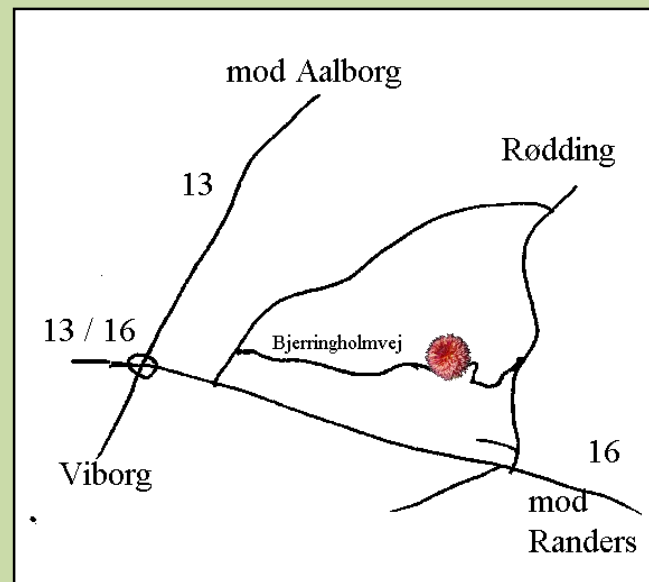 mod Aalborg
Rødding
13
13 / 16
Bjerringholmvej
Viborg
16
mod
Randers